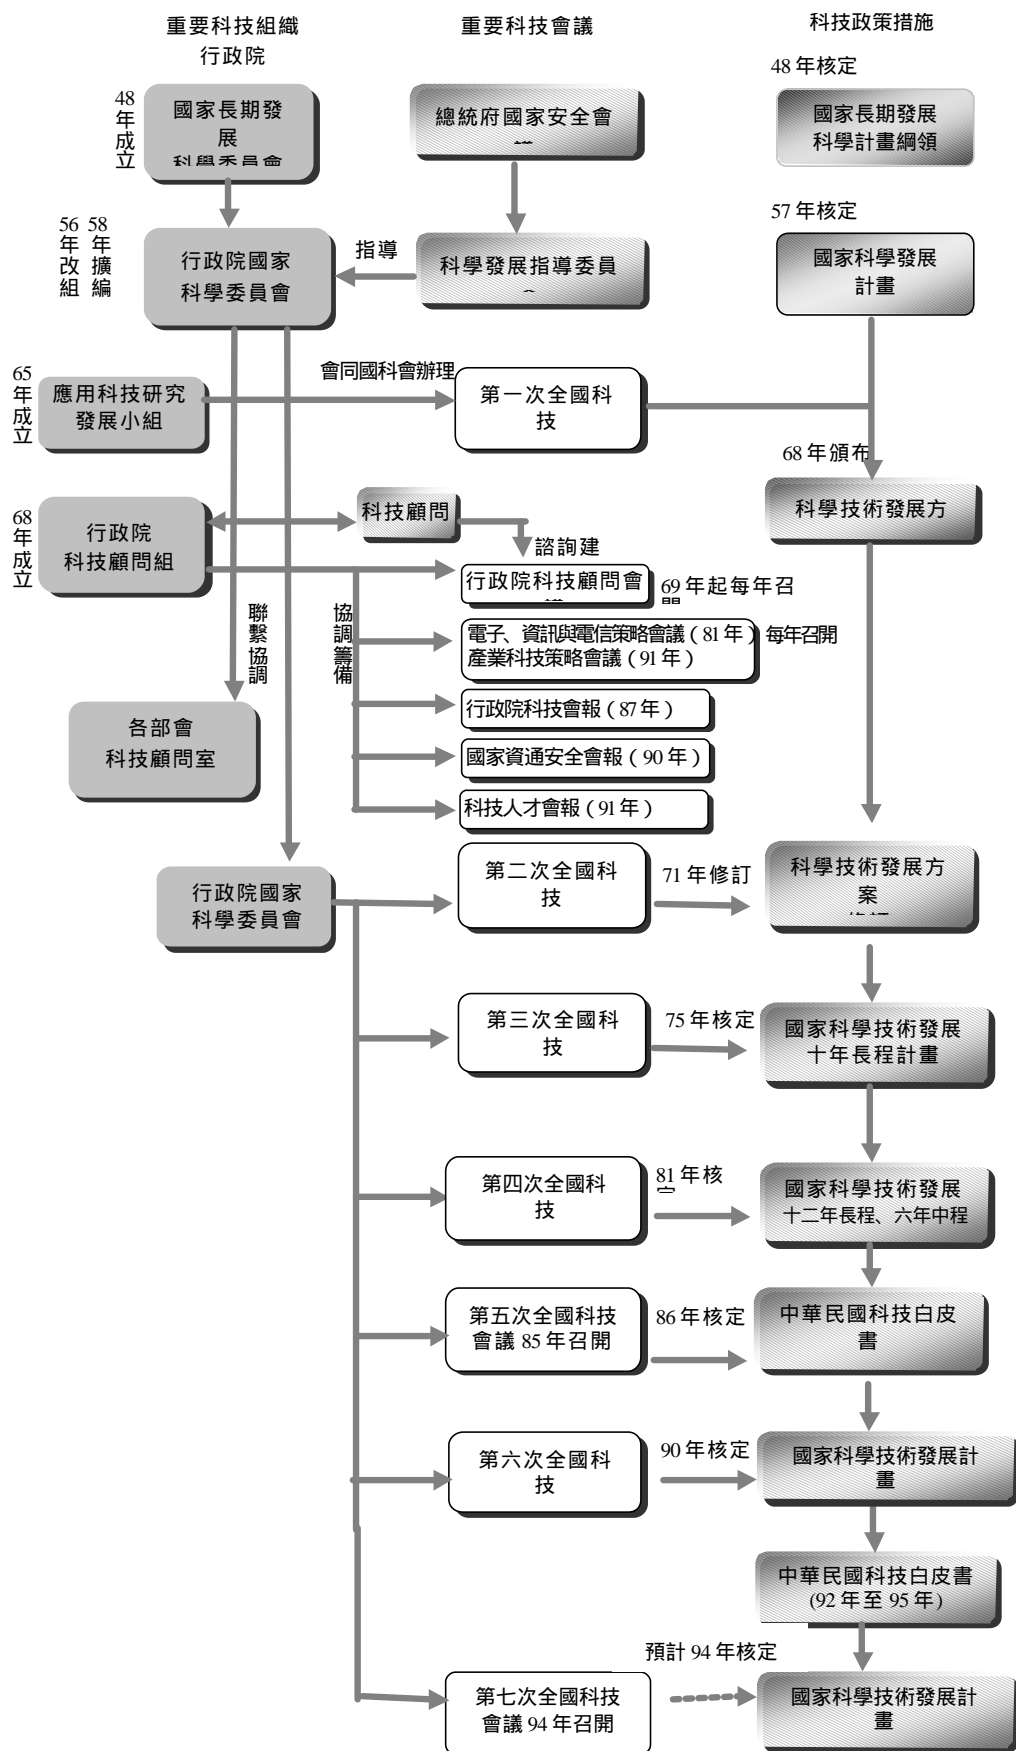 重要科技組織
行政院
重要科技會議
科技政策措施
48年成立
國家長期發
展
科學委員會
總統府國家安全會
48年核定
國家長期發展
科學計畫綱領
56年改組
58年擴編
行政院國家
科學委員會
指導
科學發展指導委員
57年核定
國家科學發展
計畫
65年成立
應用科技研究
發展小組
會同國科會辦理
第一次全國科
技
68年頒布
科學技術發展方
68年成立
行政院
科技顧問組
科技顧問
諮詢建
行政院科技顧問會
69年起每年召
聯繫協調
協調籌備
電子、資訊與電信策略會議(81年)
產業科技策略會議(91年)
每年召開
行政院科技會報(87年)
國家資通安全會報(90年)
科技人才會報(91年)
各部會
科技顧問室
行政院國家
科學委員會
第二次全國科
技
71年修訂
科學技術發展方
案
第三次全國科
技
75年核定
國家科學技術發展
十年長程計畫
第四次全國科
技
81年核
國家科學技術發展
十二年長程、六年中程
第五次全國科技
會議85年召開
86年核定
中華民國科技白皮
書
第六次全國科
技
90年核定
國家科學技術發展計
畫
中華民國科技白皮書
(92年至95年)
預計94年核定
第七次全國科技
會議94年召開
國家科學技術發展計
畫